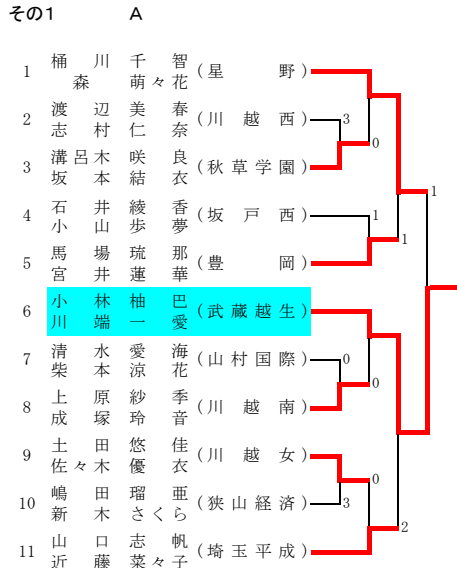 その1 A
1 桶川千智 (星野)
森萌々花
2 渡辺美春 (川越西) 3
志村仁奈
0
3 溝呂木咲良 (秋草学園)
坂本結衣
1
4 石井綾香 (坂戸西) 1
小山歩夢
1
5 馬場琉那 (豊岡)
宮井蓮華
6 小林柚巴 (武蔵越生)
川端一愛
7 清水愛海 (山村国際) 0
柴本涼花
0
8 上原紗季 (川越南)
成塚玲音
9 土田悠佳 (川越女)
佐々木優衣
0
10 嶋田瑠亜 (狭山経済) 3
新木さくら
2
11 山口志帆 (埼玉平成)
近藤菜々子